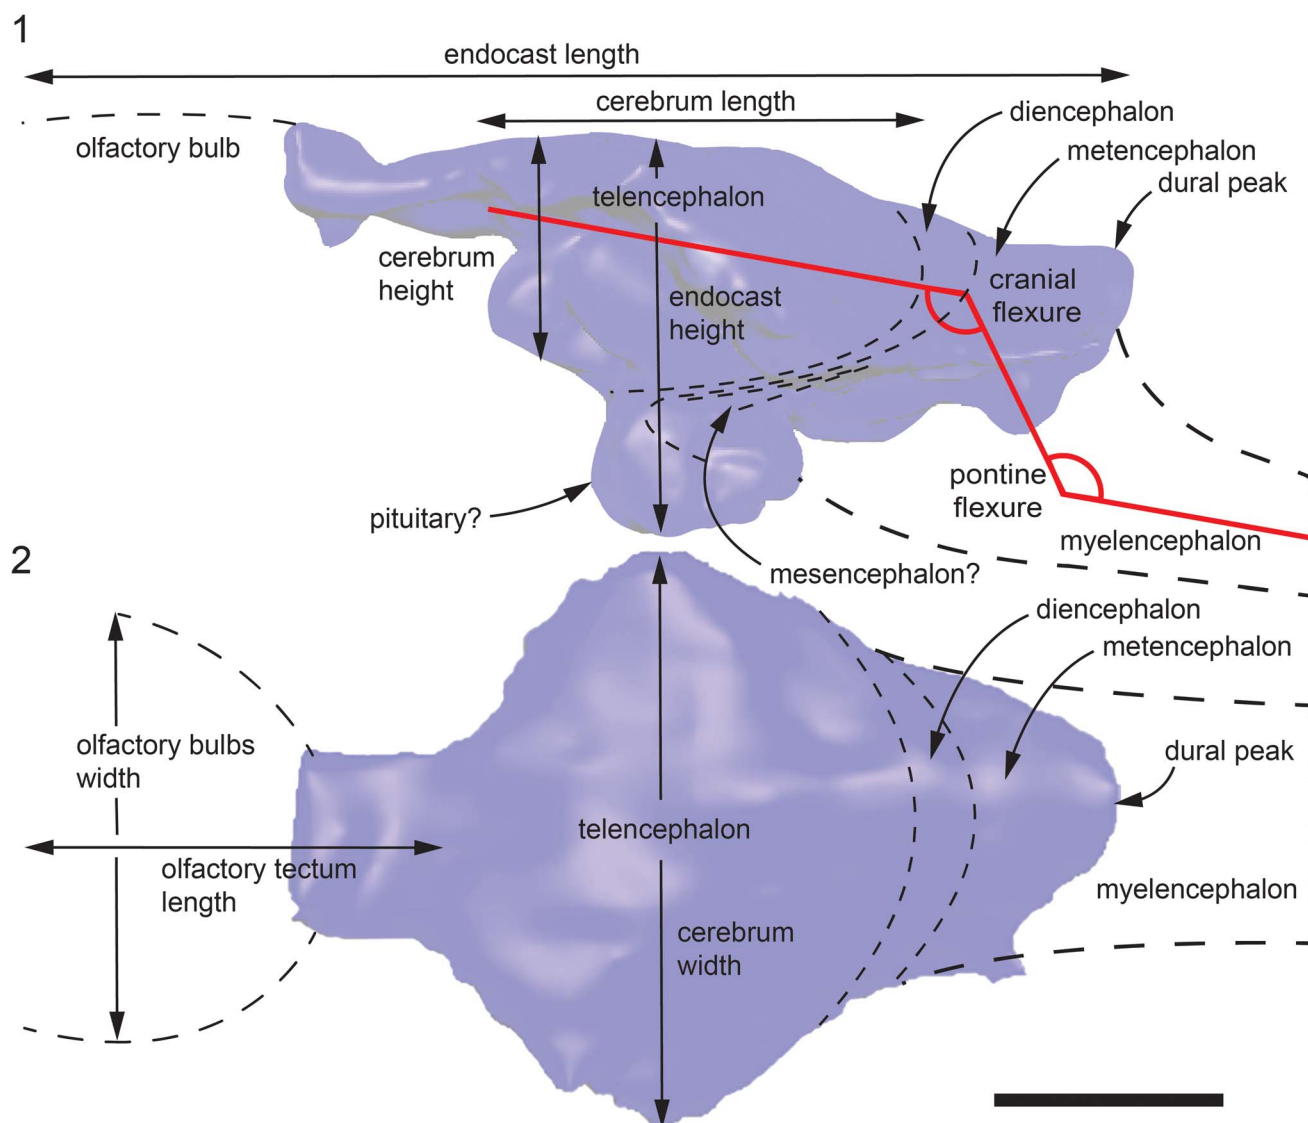 1
endocast length
cerebrum length
diencephalon
olfactory bulb
metencephalon
dural peak
telencephalon
cerebrum
height
endocast
height
cranial
flexure
pontine
flexure
pituitary?
myelencephalon
mesencephalon?
2
diencephalon
metencephalon
olfactory bulbs
width
dural peak
telencephalon
olfactory tectum
length
myelencephalon
cerebrum
width